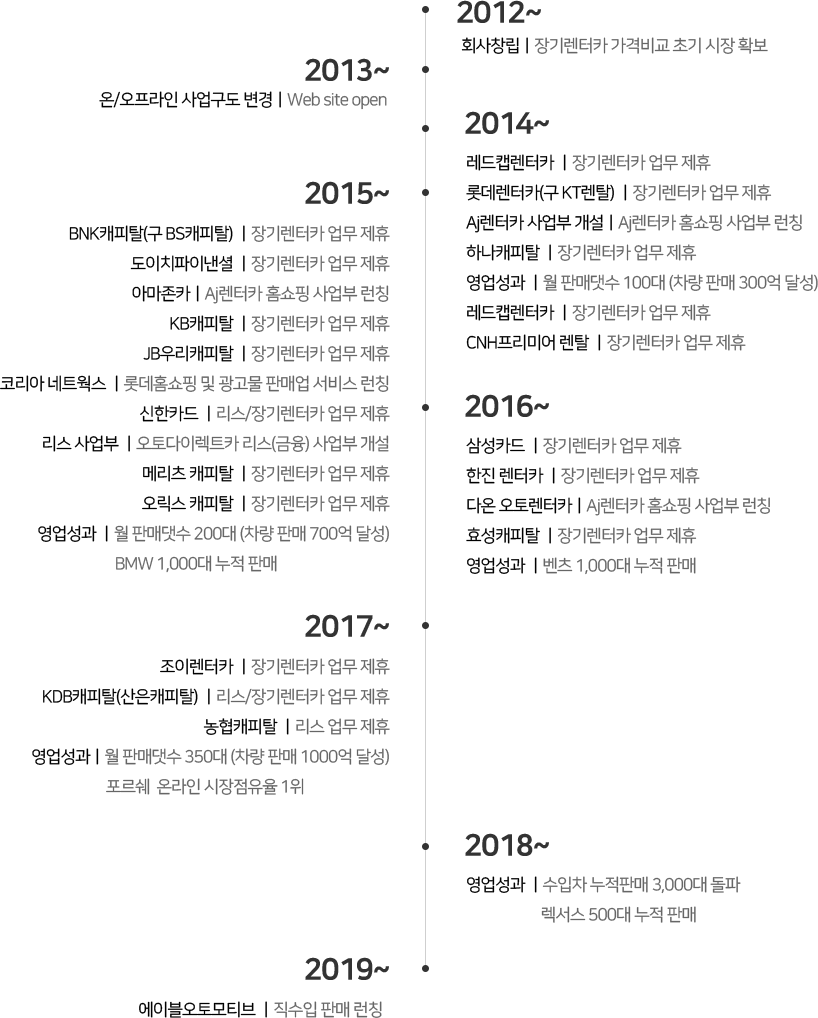 2012~
회사창립 | 장기렌터카 가격비교 초기 시장 확보
2013~
온/오프라인 사업구도 변경 | Web site open
2014~
레드캡렌터카 | 장기렌터카 업무 제휴
롯데렌터카(구 KT렌탈) | 장기렌터카 업무 제휴
Aj렌터카 사업부 개설 | Aj렌터카 홈쇼핑 사업부 런칭
하나캐피탈 | 장기렌터카 업무 제휴
영업성과 | 월 판매댓수 100대 (차량 판매 300억 달성)
레드캡렌터카 | 장기렌터카 업무 제휴
CNH프리미어 렌탈 | 장기렌터카 업무 제휴
2015~
BNK캐피탈(구 BS캐피탈) | 장기렌터카 업무 제휴
도이치파이낸셜 | 장기렌터카 업무 제휴
아마존카 | Aj렌터카 홈쇼핑 사업부 런칭
KB캐피탈 | 장기렌터카 업무 제휴
JB우리캐피탈 | 장기렌터카 업무 제휴
코리아 네트웍스 | 롯데홈쇼핑 및 광고물 판매업 서비스 런칭
신한카드 | 리스/장기렌터카 업무 제휴
리스 사업부 | 오토다이렉트카 리스(금융) 사업부 개설
메리츠 캐피탈 | 장기렌터카 업무 제휴
오릭스 캐피탈 | 장기렌터카 업무 제휴
영업성과 | 월 판매댓수 200대 (차량 판매 700억 달성)
BMW 1,000대 누적 판매
2016~
삼성카드 | 장기렌터카 업무 제휴
한진 렌터카 | 장기렌터카 업무 제휴
다온 오토렌터카 | Aj렌터카 홈쇼핑 사업부 런칭
효성캐피탈 | 장기렌터카 업무 제휴
영업성과 | 벤츠 1,000대 누적 판매
2017~
조이렌터카 | 장기렌터카 업무 제휴
KDB캐피탈(산은캐피탈) | 리스/장기렌터카 업무 제휴
농협캐피탈 | 리스 업무 제휴
영업성과 | 월 판매댓수 350대 (차량 판매 1000억 달성)
포르쉐 온라인 시장점유율 1위
2018~
영업성과 | 수입차 누적판매 3,000대 돌파
렉서스 500대 누적 판매
2019~
에이블오토모티브 | 직수입 판매 런칭